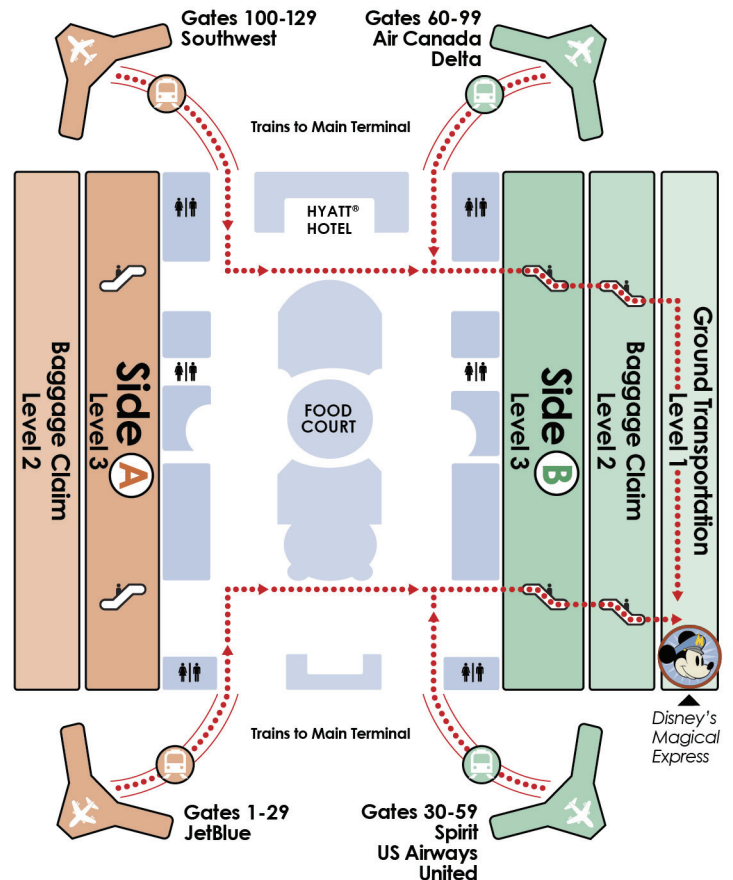 Gates 100-129
Southwest
Gates 60-99
Air Canada
Delta
Trains to Main Terminal
HYATT®
HOTEL
Baggage Claim
Level 2
Side A
Level 3
FOOD
COURT
Side B
Level 3
Baggage Claim
Level 2
Ground Transportation
Level 1
Disney's
Magical
Express
Trains to Main Terminal
Gates 1-29
JetBlue
Gates 30-59
Spirit
US Airways
United